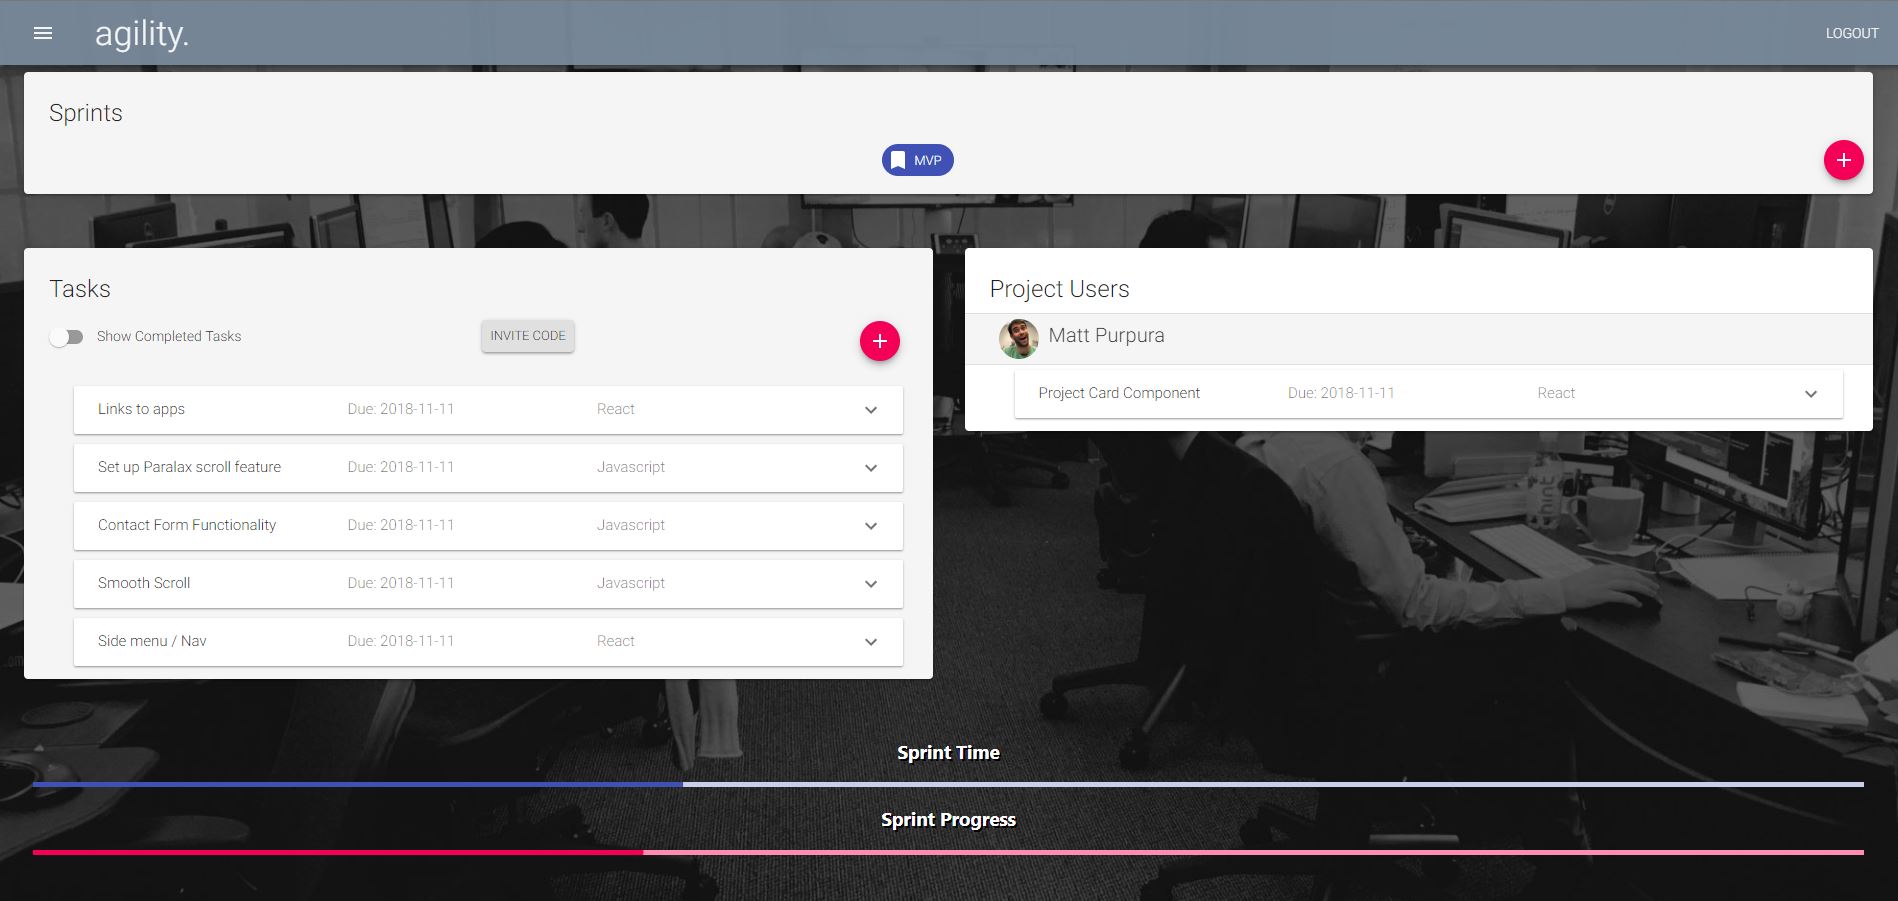 agility.
LOGOUT
Sprints
MVP
Tasks
Show Completed Tasks
INVITE CODE
Links to apps Due: 2018-11-11 React
Set up Paralax scroll feature Due: 2018-11-11 Javascript
Contact Form Functionality Due: 2018-11-11 Javascript
Smooth Scroll Due: 2018-11-11 Javascript
Side menu / Nav Due: 2018-11-11 React
Project Users
Matt Purpura
Project Card Component Due: 2018-11-11 React
hint
Sprint Time
Sprint Progress